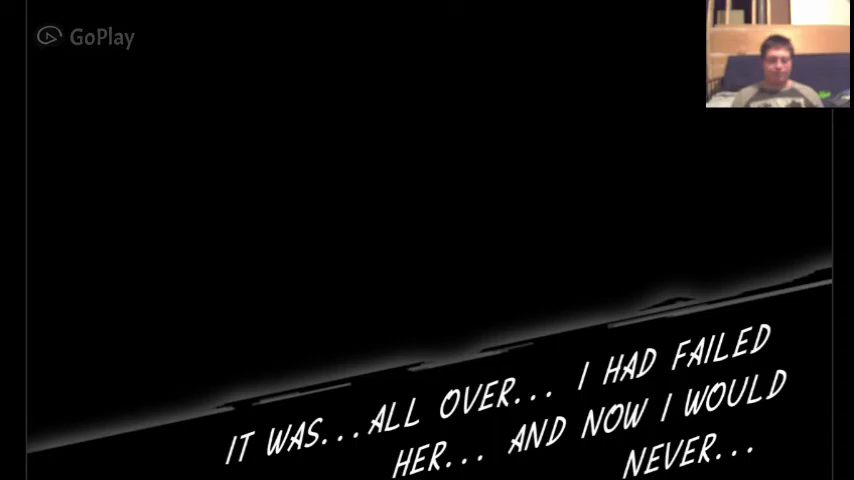 GoPlay
IT WAS...ALL OVER... I HAD FAILED
HER... AND NOW I WOULD
NEVER...